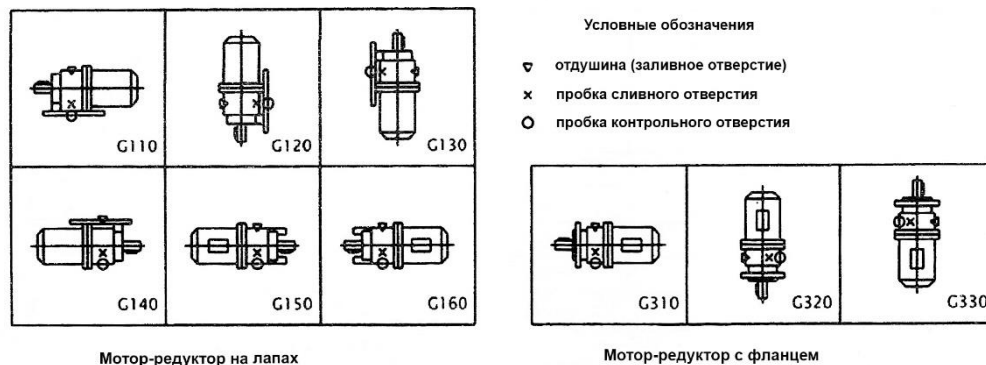 Условные обозначения
отдушина (заливное отверстие)
пробка сливного отверстия
пробка контрольного отверстия
G110
G120
G130
G140
G150
G160
G310
G320
G330
Мотор-редуктор на лапах
Мотор-редуктор с фланцем